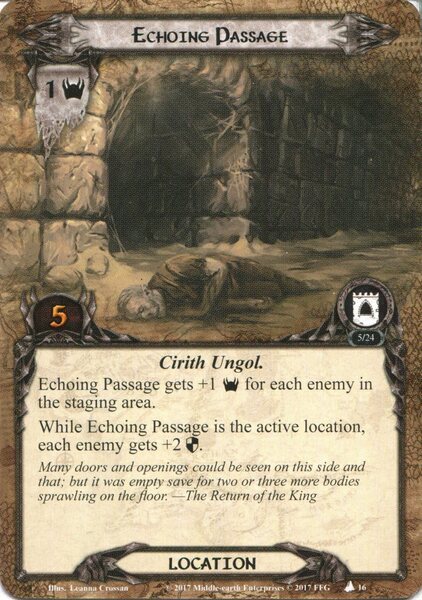 Echoing Passage
1
5
5/24
Cirith Ungol.
Echoing Passage gets +1 for each enemy in
the staging area.
While Echoing Passage is the active location,
each enemy gets +2 .
Many doors and openings could be seen on this side and
that; but it was empty save for two or three more bodies
sprawling on the floor. —The Return of the King
LOCATION
Illus. Leanna Crossan © 2017 Middle-earth Enterprises © 2017 FFG 16